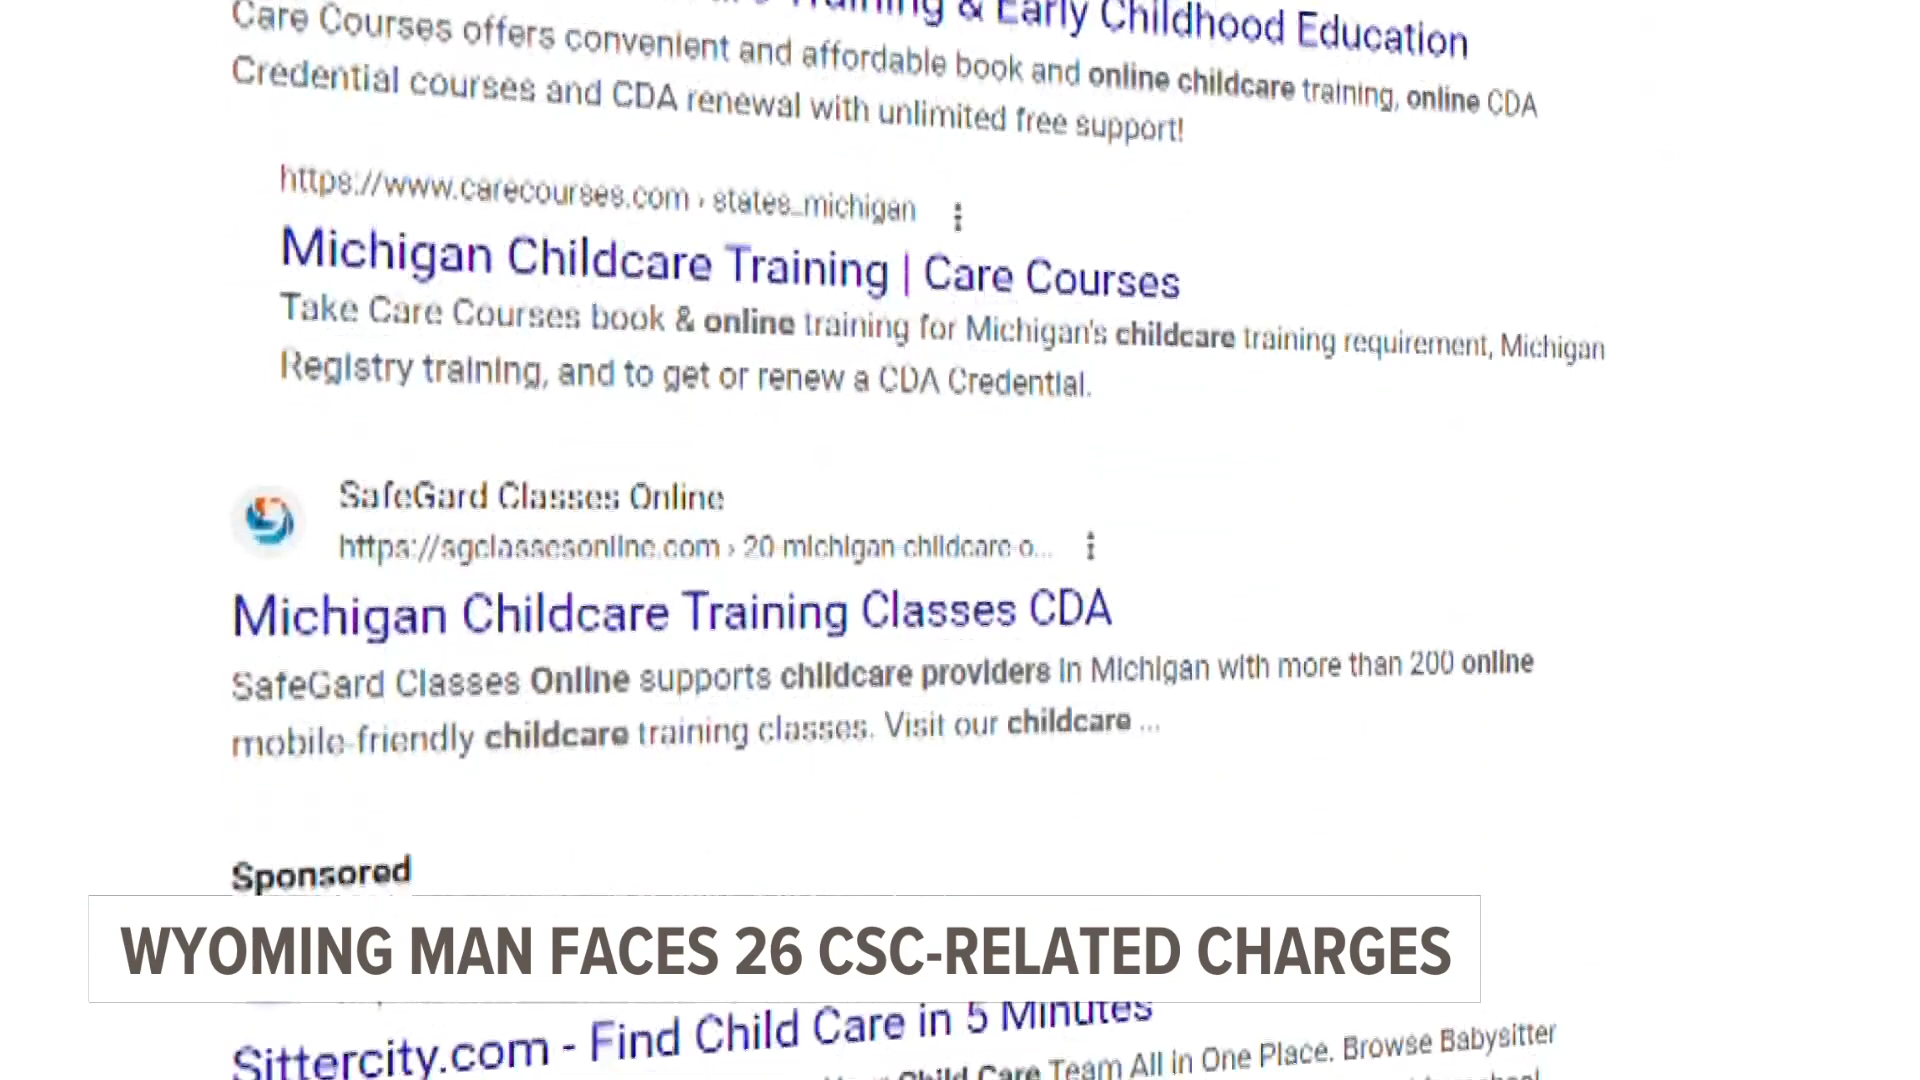 Training & Early Childhood Education
Care Courses offers convenient and affordable book and online childcare training, online CDA
Credential courses and CDA renewal with unlimited free support!
https://www.carecourses.com › states_michigan
Michigan Childcare Training | Care Courses
Take Care Courses book & online training for Michigan's childcare training requirement, Michigan
Registry training, and to get or renew a CDA Credential.
SafeGard Classes Online
https://sgclassesonline.com › 20-michigan-childcare-o...
Michigan Childcare Training Classes CDA
SafeGard Classes Online supports childcare providers in Michigan with more than 200 online
mobile-friendly childcare training classes. Visit our childcare ...
Sponsored
WYOMING MAN FACES 26 CSC-RELATED CHARGES
Sittercity.com - Find Child Care in 5 Minutes
Child Care Team All in One Place. Browse Babysitter